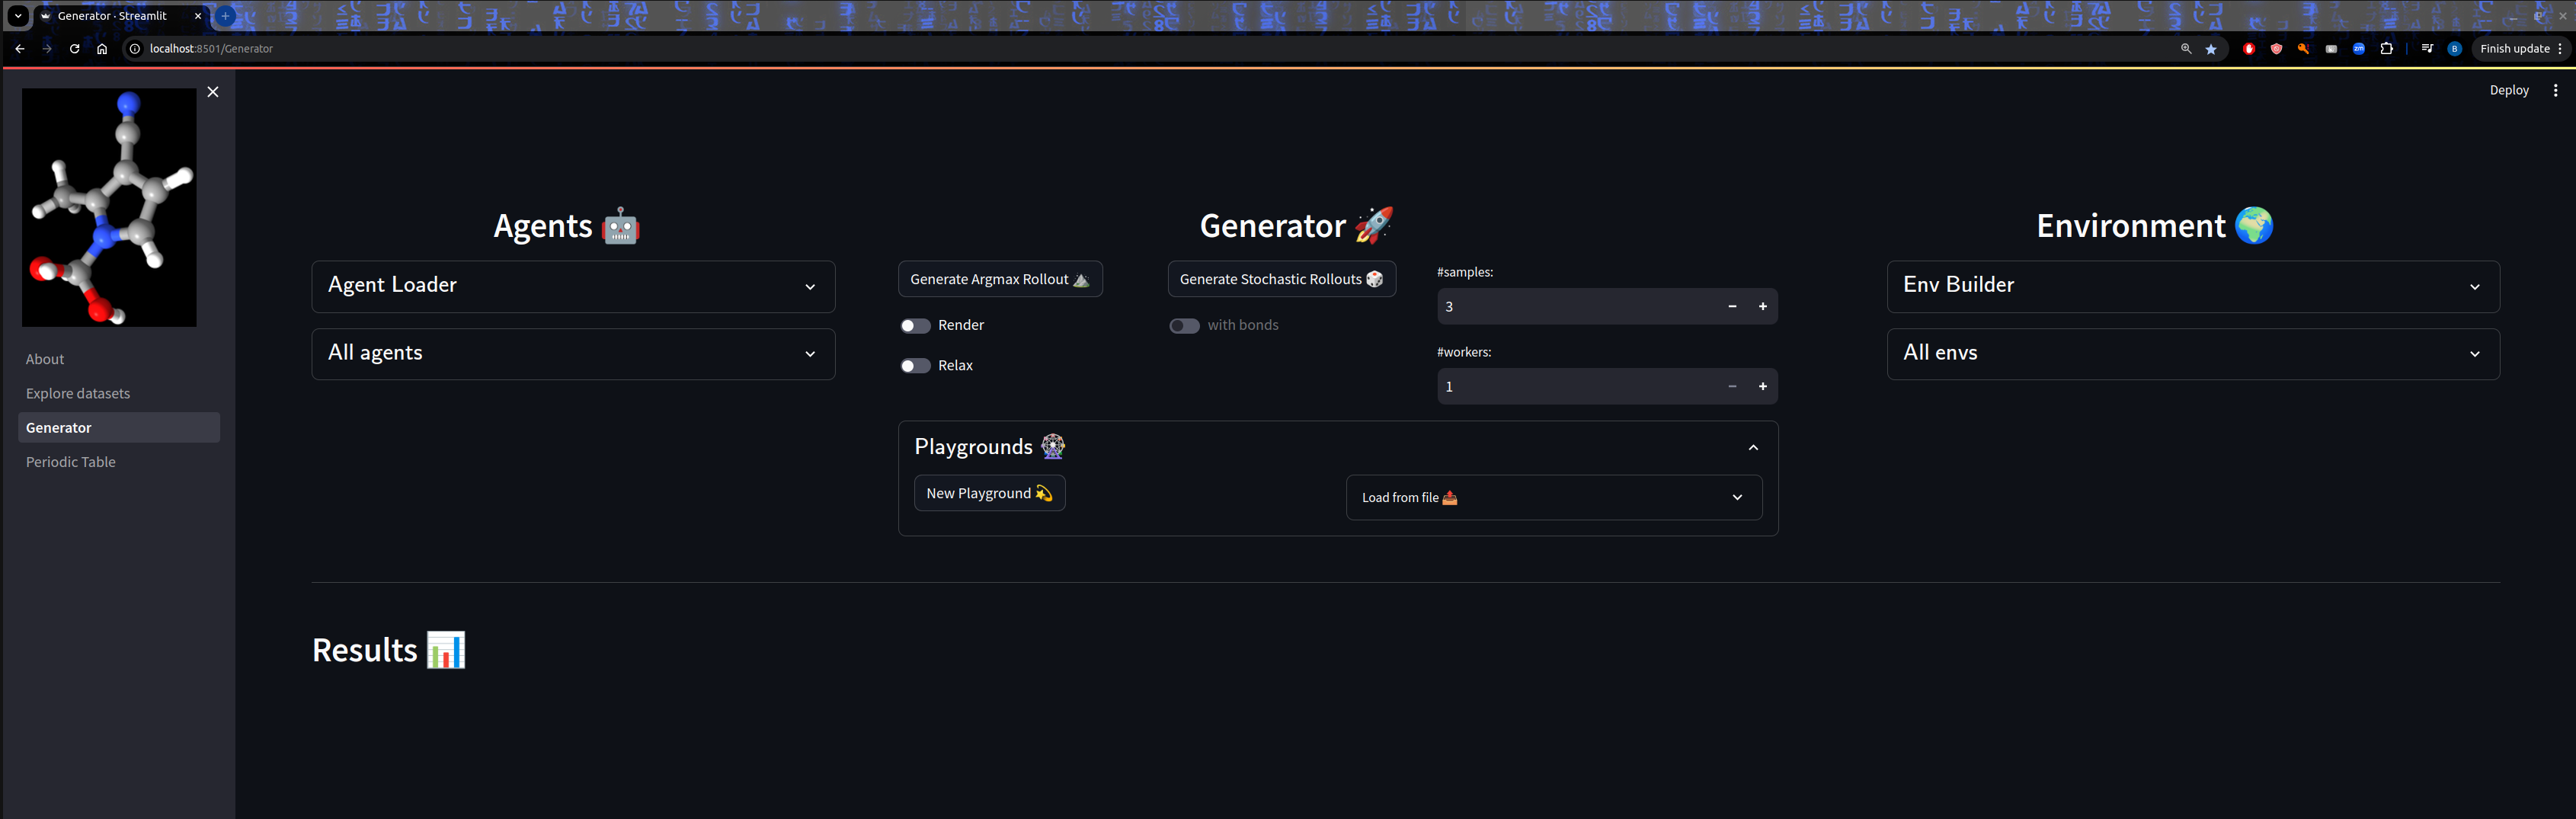 Generator · Streamlit
localhost:8501/Generator
Finish update
Deploy
About
Explore datasets
Generator
Periodic Table
Agents 🤖
Agent Loader
All agents
Generator 🚀
Generate Argmax Rollout ⛰️
Render
Relax
Generate Stochastic Rollouts 🎲
with bonds
#samples:
3
#workers:
1
Playgrounds 🎡
New Playground 💫
Load from file 📤
Environment 🌍
Env Builder
All envs
Results 📊